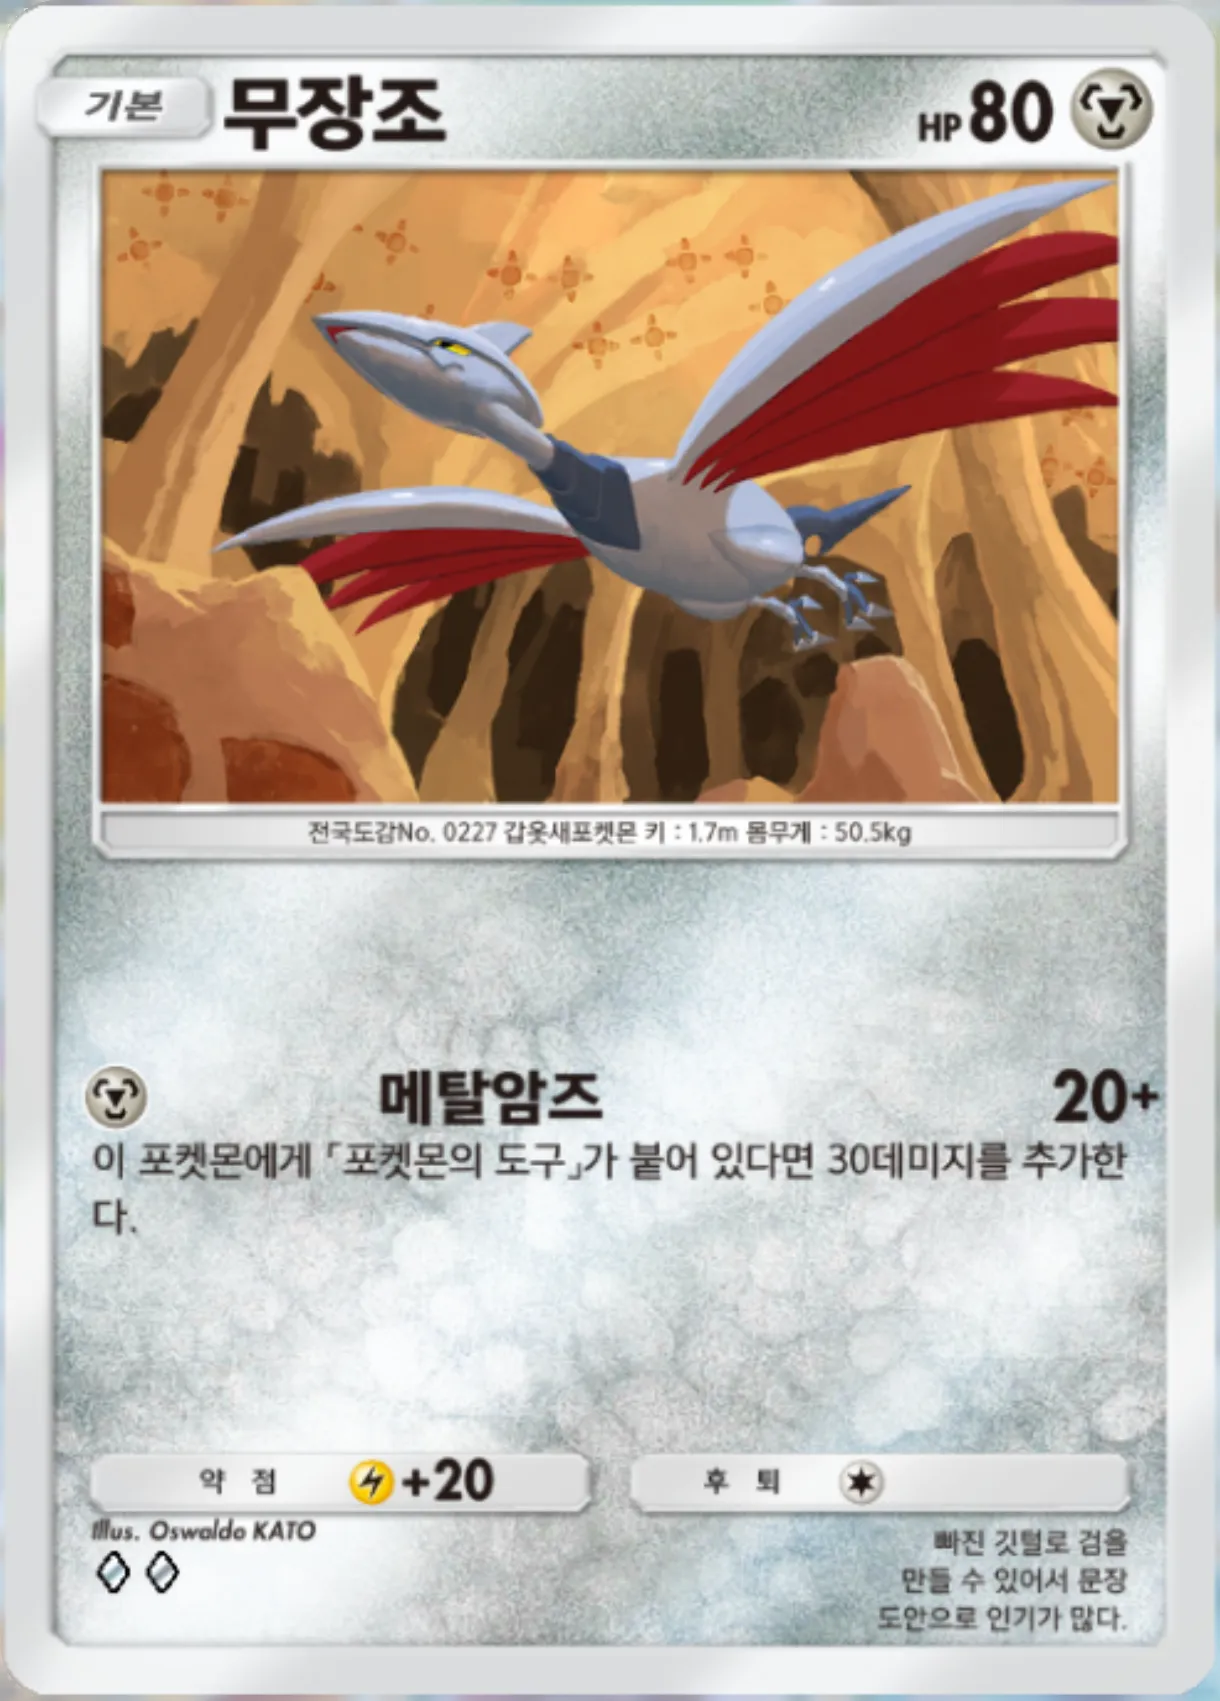 기본
무장조
HP 80
전국도감No. 0227 갑옷새포켓몬 키 : 1.7m 몸무게 : 50.5kg
메탈암즈 20+
이 포켓몬에게 「포켓몬의 도구」가 붙어 있다면 30데미지를 추가한
다.
약 점 +20
후 퇴
Illus. Oswaldo KATO
빠진 깃털로 검을
만들 수 있어서 문장
도안으로 인기가 많다.